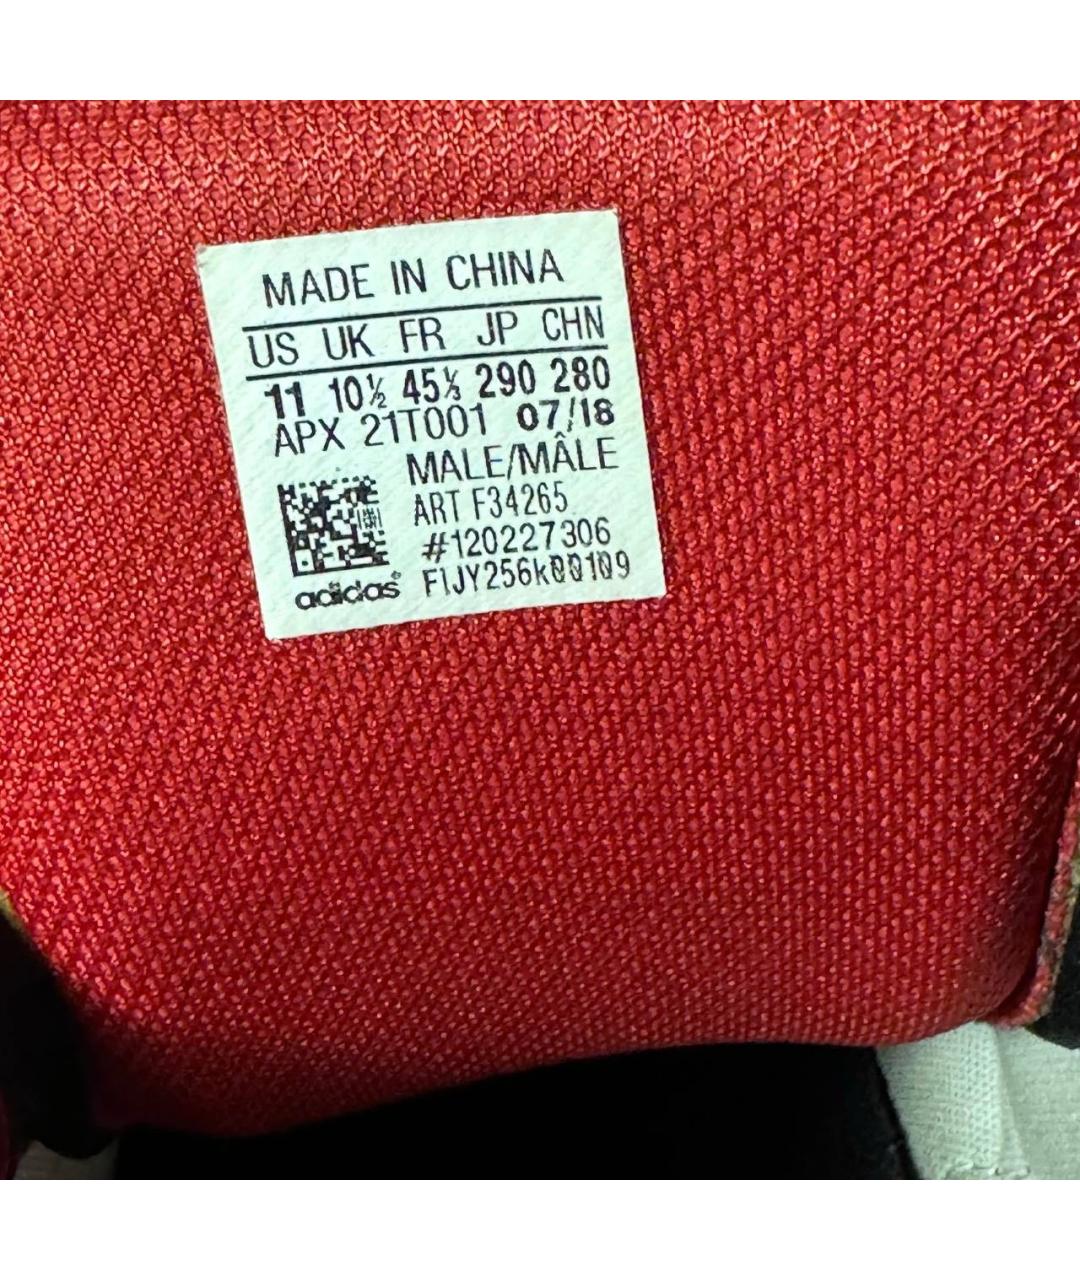 MADE IN CHINA
US UK FR JP CHN
11 10½ 45⅓ 290 280
APX 21T001 07/18
MALE/MÂLE
ART F34265
#120227306
adidas® FIJY256k00109